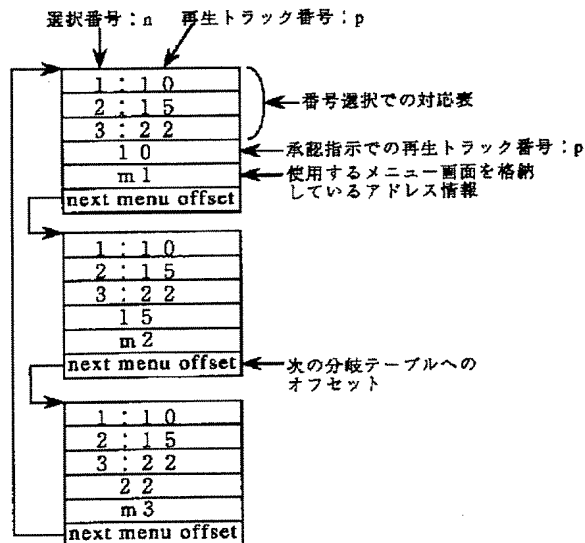 選択番号：n 再生トラック番号：p
1：10
2：15
3：22
番号選択での対応表
10
承認指示での再生トラック番号：p
m1
使用するメニュー画面を格納
しているアドレス情報
next menu offset
1：10
2：15
3：22
15
m2
next menu offset
次の分岐テーブルへの
オフセット
1：10
2：15
3：22
22
m3
next menu offset